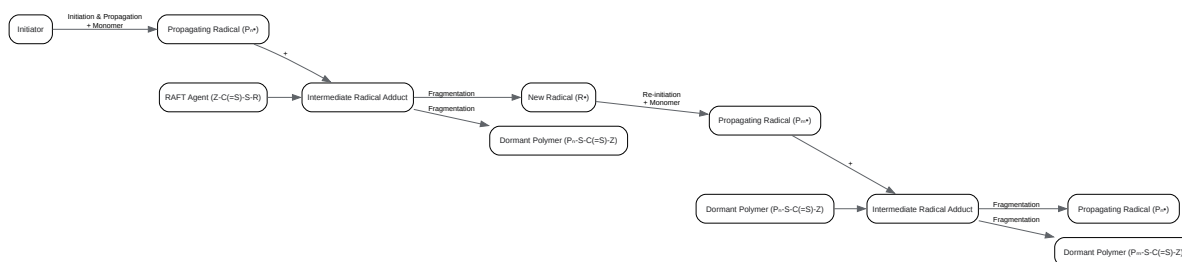 Initiation & Propagation
+ Monomer
Initiator
Propagating Radical (Pₙ•)
+
RAFT Agent (Z-C(=S)-S-R)
Intermediate Radical Adduct
Fragmentation
Fragmentation
New Radical (R•)
Dormant Polymer (Pₙ-S-C(=S)-Z)
Re-initiation
+ Monomer
Propagating Radical (Pₘ•)
+
Dormant Polymer (Pₙ-S-C(=S)-Z)
Intermediate Radical Adduct
Fragmentation
Fragmentation
Propagating Radical (Pₙ•)
Dormant Polymer (Pₘ-S-C(=S)-Z)